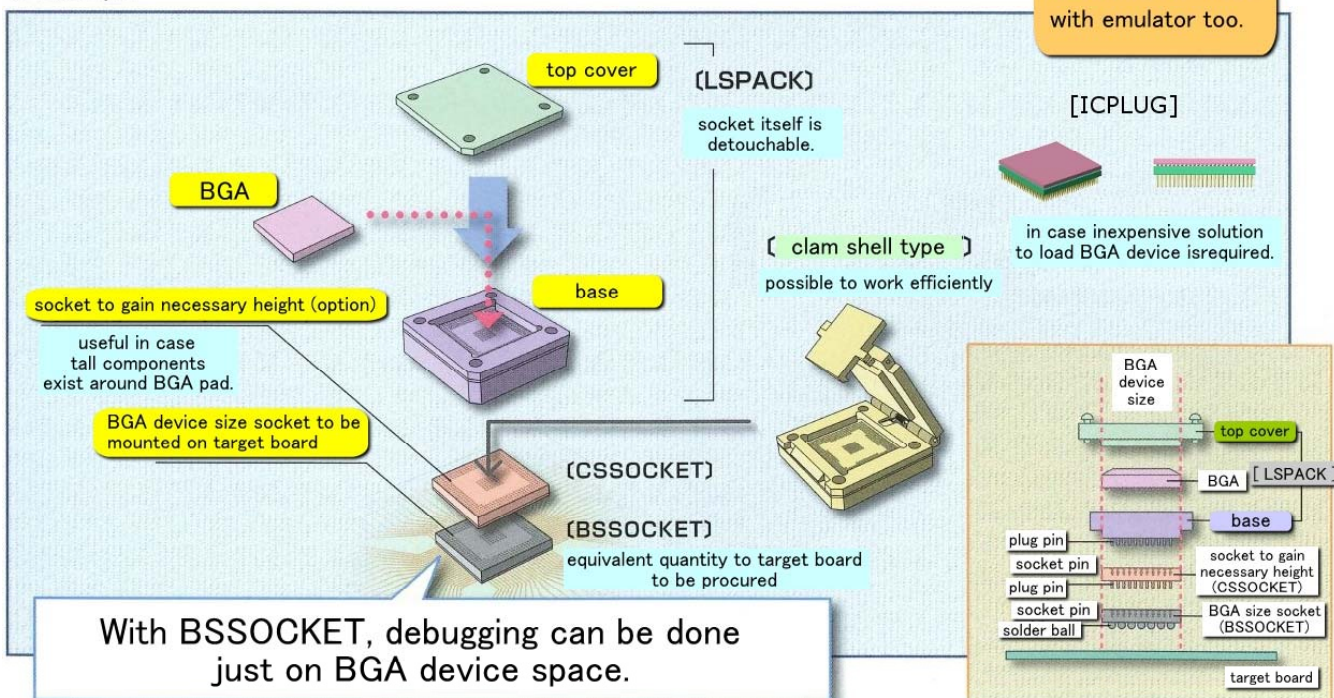 with emulator too.
top cover
(LSPACK)
socket itself is
detouchable.
[ICPLUG]
BGA
in case inexpensive solution
to load BGA device isrequired.
( clam shell type )
possible to work efficiently
base
socket to gain necessary height (option)
useful in case
tall components
exist around BGA pad.
BGA device size socket to be
mounted on target board
(CSSOCKET)
(BSSOCKET)
equivalent quantity to target board
to be procured
With BSSOCKET, debugging can be done
just on BGA device space.
BGA
device
size
top cover
BGA
[ LSPACK ]
base
plug pin
socket pin
plug pin
socket to gain
necessary height
(CSSOCKET)
socket pin
solder ball
BGA size socket
(BSSOCKET)
target board